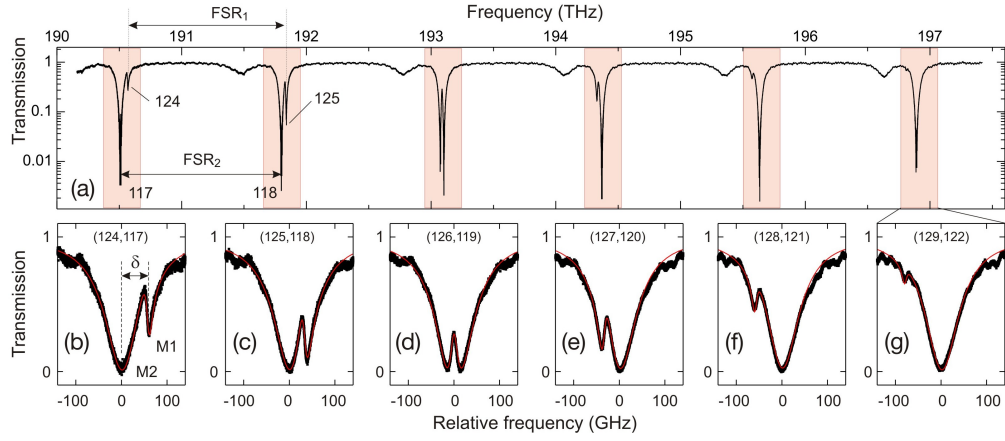 Frequency (THz)
FSR₁
190 191 192 193 194 195 196 197
Transmission
1
0.1
0.01
124
125
FSR₂
117
118
(a)
Transmission
1
0
(124,117)
δ
(b)
M1
M2
-100 0 100
(125,118)
(c)
-100 0 100
(126,119)
(d)
-100 0 100
(127,120)
(e)
-100 0 100
(128,121)
(f)
-100 0 100
(129,122)
(g)
-100 0 100
Relative frequency (GHz)